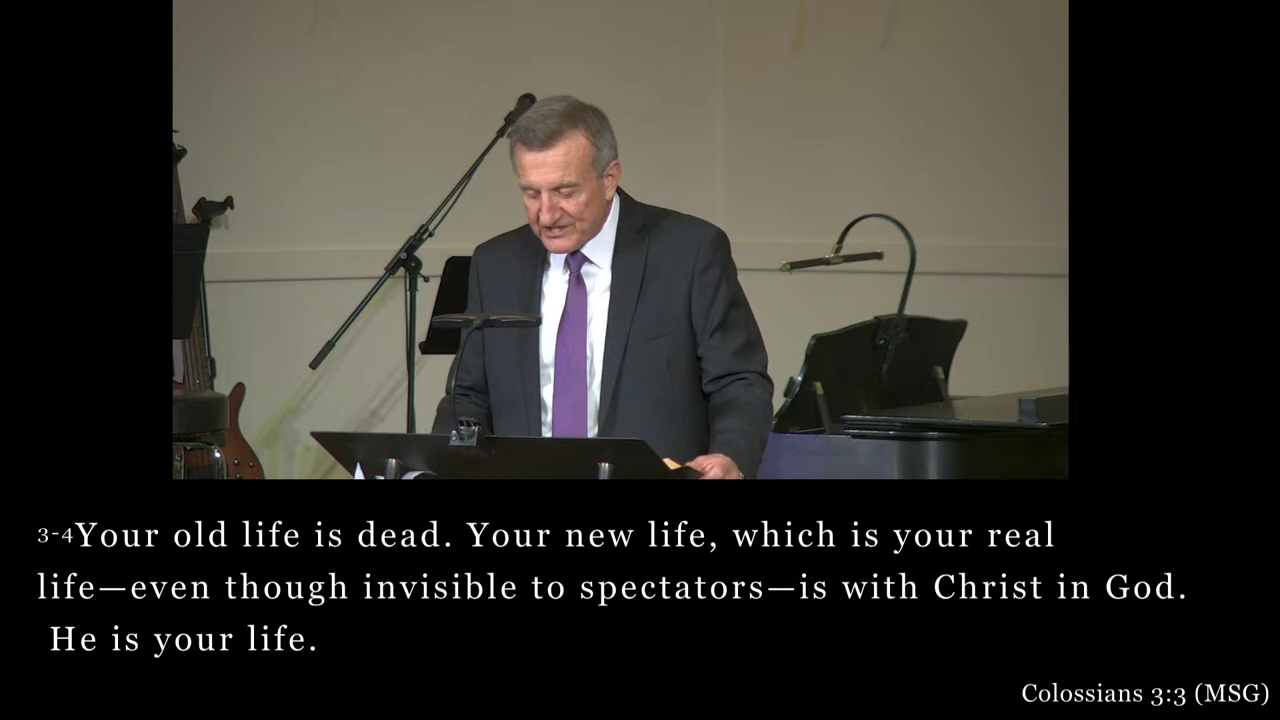 3-4Your old life is dead. Your new life, which is your real
life—even though invisible to spectators—is with Christ in God.
He is your life.
Colossians 3:3 (MSG)